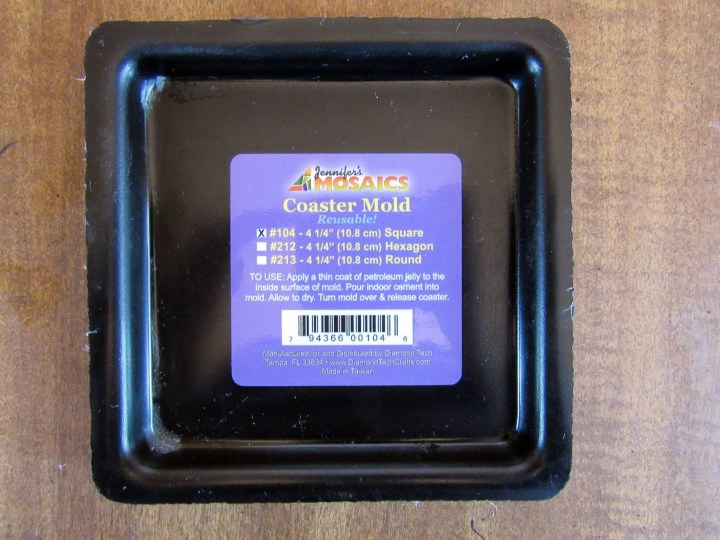 Jennifer's
MOSAICS
Coaster Mold
Reusable!
X #104 - 4 1/4" (10.8 cm) Square
#212 - 4 1/4" (10.8 cm) Hexagon
#213 - 4 1/4" (10.8 cm) Round
TO USE: Apply a thin coat of petroleum jelly to the
inside surface of mold. Pour indoor cement into
mold. Allow to dry. Turn mold over & release coaster.
7 94366 00104 6
Manufactured for and Distributed by Diamond Tech
Tampa, FL 33634 • www.DiamondTechCrafts.com
Made in Taiwan